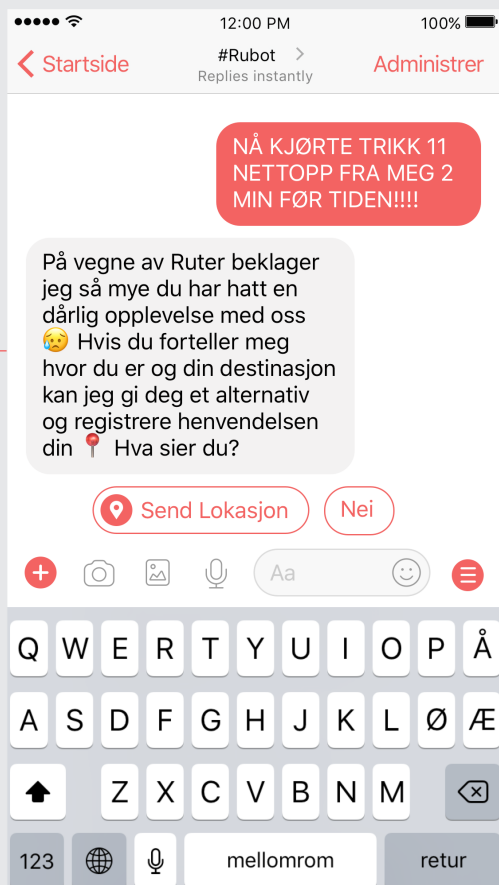 12:00 PM 100%
Startside #Rubot Administrer
Replies instantly
NÅ KJØRTE TRIKK 11
NETTOPP FRA MEG 2
MIN FØR TIDEN!!!!
På vegne av Ruter beklager
jeg så mye du har hatt en
dårlig opplevelse med oss
😥 Hvis du forteller meg
hvor du er og din destinasjon
kan jeg gi deg et alternativ
og registrere henvendelsen
din 📍 Hva sier du?
Send Lokasjon Nei
Aa
Q W E R T Y U I O P Å
A S D F G H J K L Ø Æ
Z X C V B N M
123 mellomrom retur